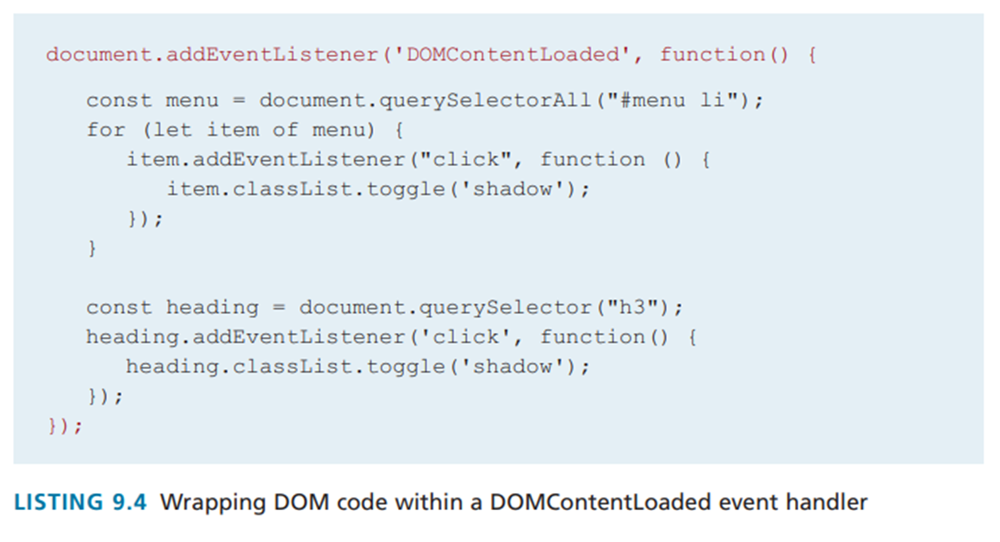 document.addEventListener('DOMContentLoaded', function() {
const menu = document.querySelectorAll("#menu li");
for (let item of menu) {
item.addEventListener("click", function () {
item.classList.toggle('shadow');
});
}
const heading = document.querySelector("h3");
heading.addEventListener('click', function() {
heading.classList.toggle('shadow');
});
});
LISTING 9.4 Wrapping DOM code within a DOMContentLoaded event handler